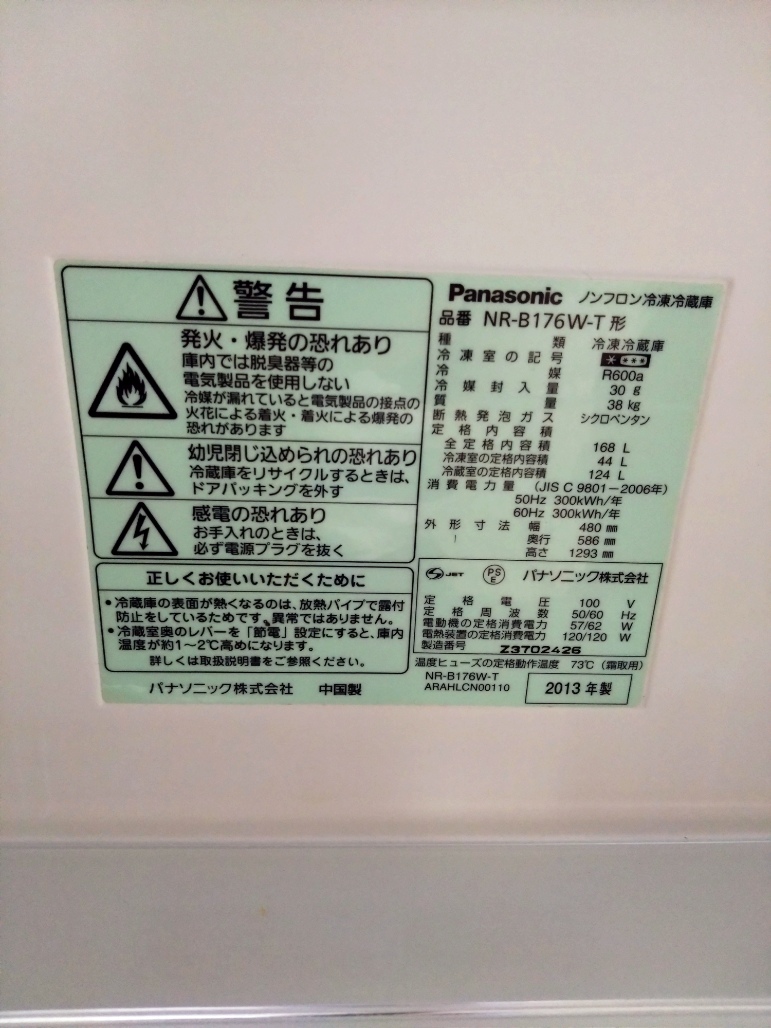 警告
発火・爆発の恐れあり
庫内では脱臭器等の
電気製品を使用しない
冷媒が漏れていると電気製品の接点の
火花による着火・着火による爆発の
恐れがあります
幼児閉じ込められの恐れあり
冷蔵庫をリサイクルするときは、
ドアパッキングを外す
感電の恐れあり
お手入れのときは、
必ず電源プラグを抜く
正しくお使いいただくために
・冷蔵庫の表面が熱くなるのは、放熱パイプで露付
防止をしているためです。異常ではありません。
・冷蔵室奥のレバーを「節電」設定にすると、庫内
温度が約1~2℃高めになります。
詳しくは取扱説明書をご参照ください。
パナソニック株式会社 中国製
Panasonic ノンフロン冷凍冷蔵庫
品番 NR-B176W-T 形
種類 冷凍冷蔵庫
冷凍室の記号 ＊ ＊＊＊
冷媒 R600a
冷媒封入量 30 g
質量 38 kg
断熱発泡ガス シクロペンタン
定格内容積
全定格内容積 168 L
冷凍室の定格内容積 44 L
冷蔵室の定格内容積 124 L
消費電力量 (JIS C 9801-2006年)
50Hz 300kWh/年
60Hz 300kWh/年
外形寸法 幅 480 mm
奥行 586 mm
高さ 1293 mm
JET PS E パナソニック株式会社
定格電圧 100 V
定格周波数 50/60 Hz
電動機の定格消費電力 57/62 W
電熱装置の定格消費電力 120/120 W
製造番号 Z3702426
温度ヒューズの定格動作温度 73℃ (霜取用)
NR-B176W-T
ARAHLCN00110
2013 年製